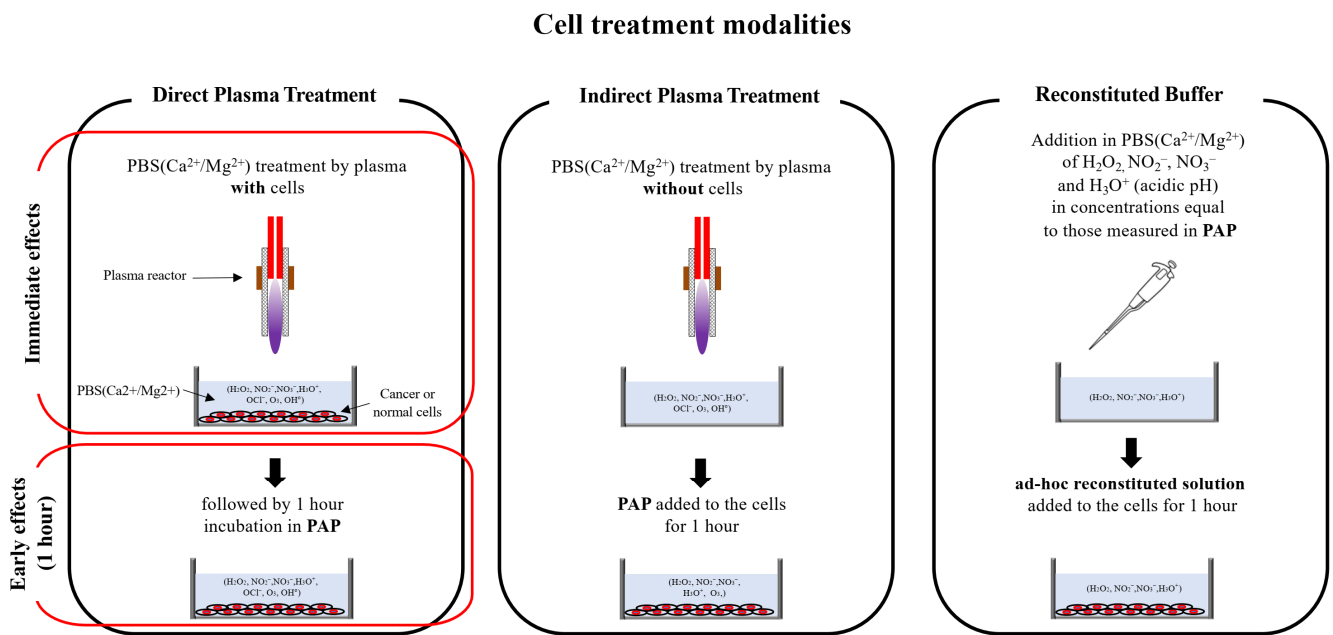 Cell treatment modalities
Direct Plasma Treatment
PBS(Ca²⁺/Mg²⁺) treatment by plasma
with cells
Plasma reactor
PBS(Ca2+/Mg2+)
(H₂O₂, NO₂⁻,NO₃⁻,H₃O⁺,
OCl⁻, O₃, OH°)
Cancer or
normal cells
followed by 1 hour
incubation in PAP
(H₂O₂, NO₂⁻,NO₃⁻,H₃O⁺,
OCl⁻, O₃, OH°)
Immediate effects
Early effects
(1 hour)
Indirect Plasma Treatment
PBS(Ca²⁺/Mg²⁺) treatment by plasma
without cells
(H₂O₂, NO₂⁻,NO₃⁻,H₃O⁺,
OCl⁻, O₃, OH°)
PAP added to the cells
for 1 hour
(H₂O₂, NO₂⁻,NO₃⁻,
H₃O⁺, O₃,)
Reconstituted Buffer
Addition in PBS(Ca²⁺/Mg²⁺)
of H₂O₂, NO₂⁻, NO₃⁻
and H₃O⁺ (acidic pH)
in concentrations equal
to those measured in PAP
(H₂O₂, NO₂⁻,NO₃⁻,H₃O⁺)
ad-hoc reconstituted solution
added to the cells for 1 hour
(H₂O₂, NO₂⁻,NO₃⁻,H₃O⁺)